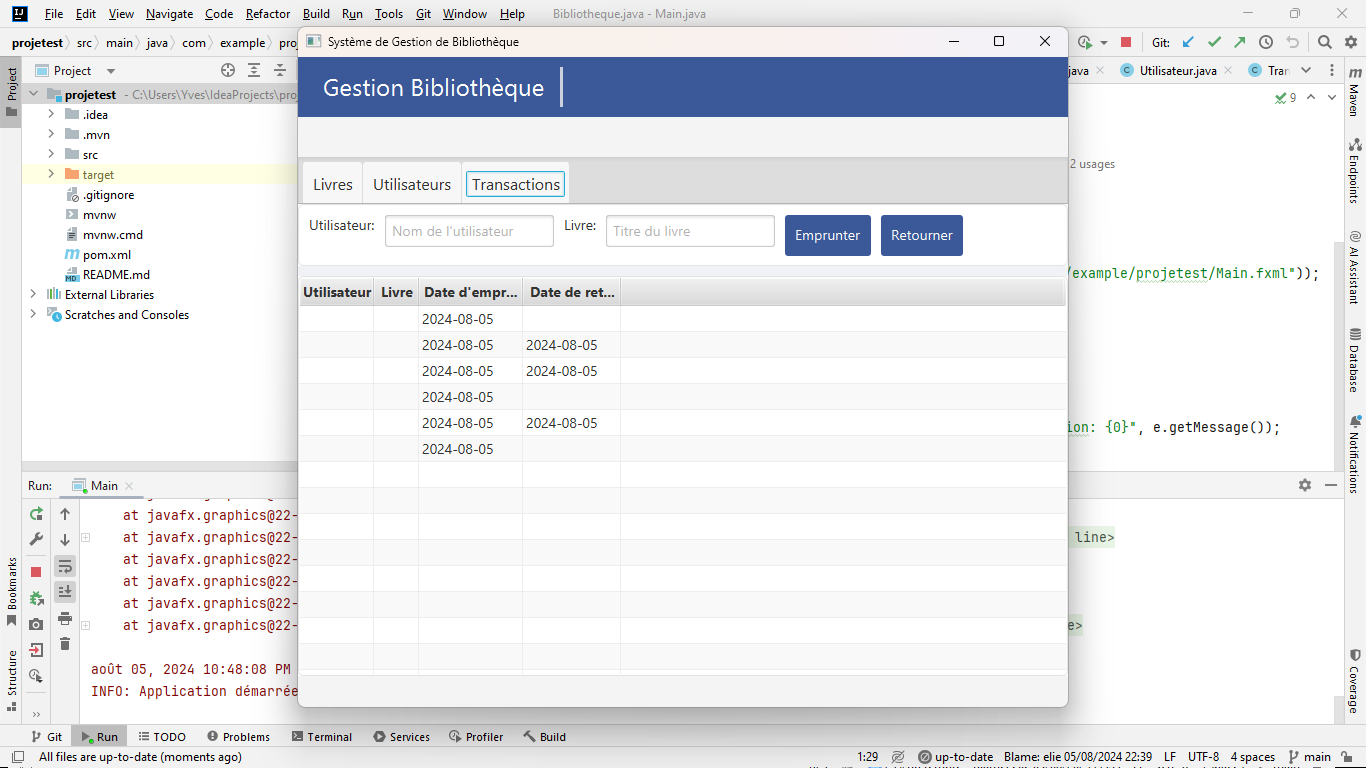 File Edit View Navigate Code Refactor Build Run Tools Git Window Help Bibliotheque.java - Main.java
projetest src main java com example
Système de Gestion de Bibliothèque
Git:
Project
java Utilisateur.java
projetest - C:\Users\Yves\IdeaProjects\
.idea
.mvn
src
target
.gitignore
mvnw
mvnw.cmd
pom.xml
README.md
External Libraries
Scratches and Consoles
Gestion Bibliothèque
9
2 usages
Livres Utilisateurs Transactions
Utilisateur: Nom de l'utilisateur Livre: Titre du livre Emprunter Retourner
/example/projetest/Main.fxml"));
Utilisateur Livre Date d'empr... Date de ret...
2024-08-05
2024-08-05 2024-08-05
2024-08-05 2024-08-05
2024-08-05
2024-08-05 2024-08-05
2024-08-05
ion: {0}", e.getMessage());
Run: Main
at javafx.graphics@22-
at javafx.graphics@22-
line>
at javafx.graphics@22-
at javafx.graphics@22-
at javafx.graphics@22-
at javafx.graphics@22-
e>
août 05, 2024 10:48:08 PM
INFO: Application démarrée
Project
Bookmarks
Structure
Maven
Endpoints
AI Assistant
Database
Notifications
Coverage
Git Run TODO Problems Terminal Services Profiler Build
All files are up-to-date (moments ago) 1:29 up-to-date Blame: elie 05/08/2024 22:39 LF UTF-8 4 spaces main